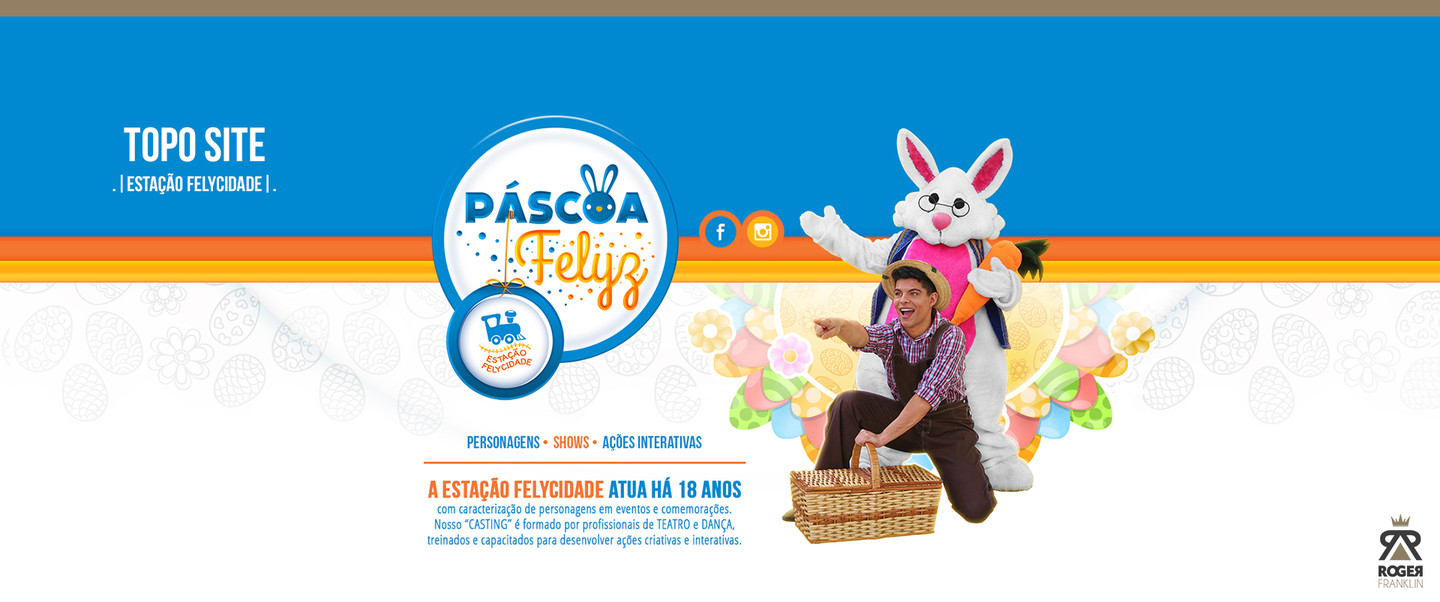 TOPO SITE
. | ESTAÇÃO FELYCIDADE | .
PÁSCOA
Felyz
ESTAÇÃO
FELYCIDADE
PERSONAGENS • SHOWS • AÇÕES INTERATIVAS
A ESTAÇÃO FELYCIDADE ATUA HÁ 18 ANOS
com caracterização de personagens em eventos e comemorações.
Nosso “CASTING” é formado por profissionais de TEATRO e DANÇA,
treinados e capacitados para desenvolver ações criativas e interativas.
ROGER
FRANKLIN